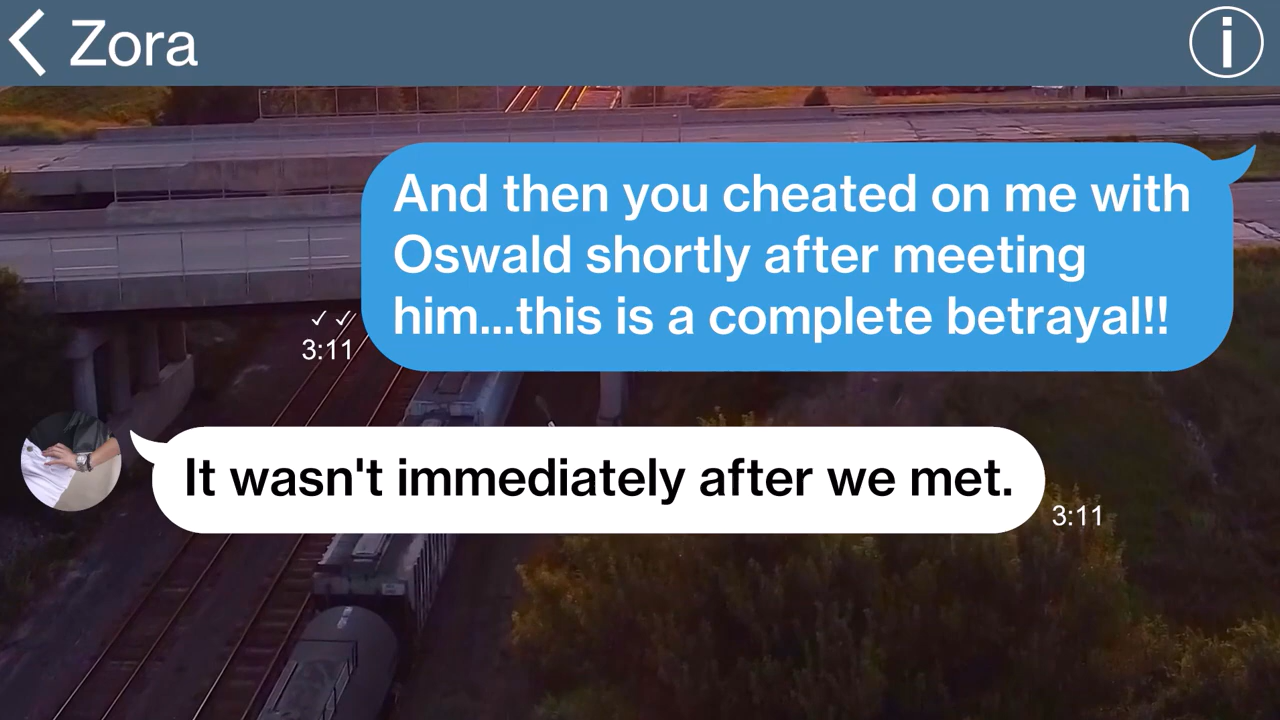 Zora
i
And then you cheated on me with
Oswald shortly after meeting
him...this is a complete betrayal!!
3:11
It wasn't immediately after we met.
3:11